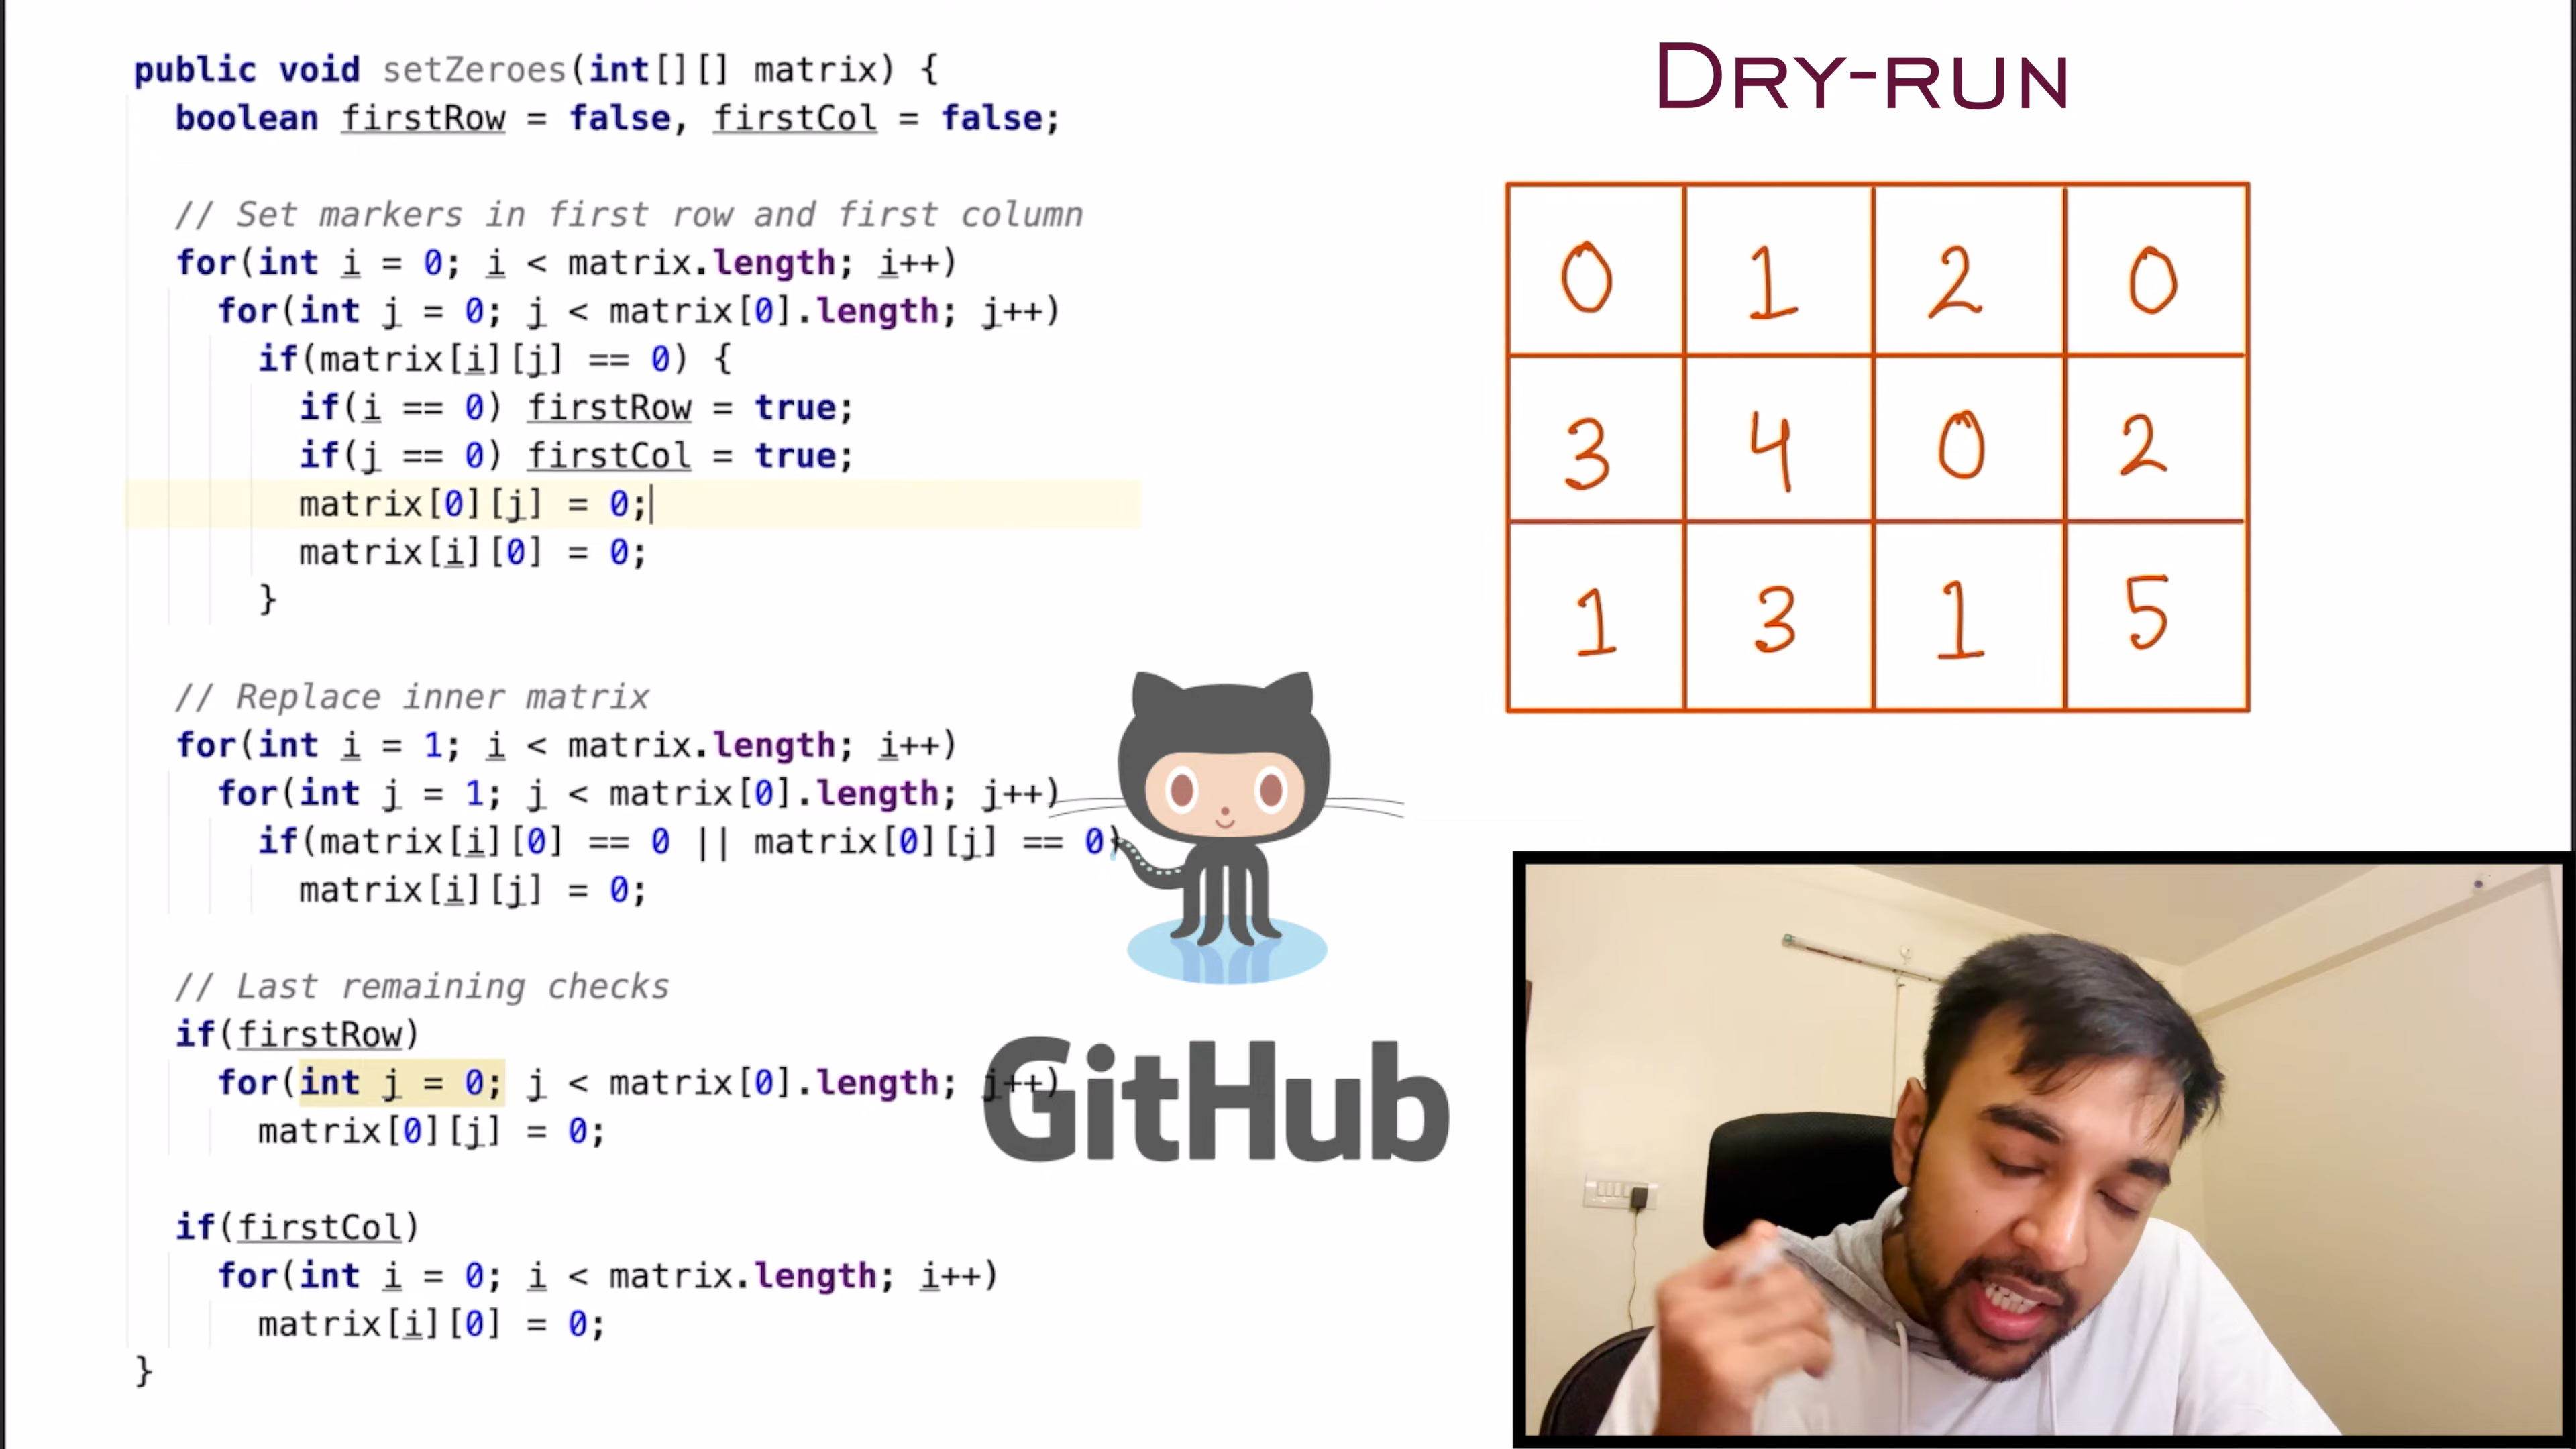 public void setZeroes(int[][] matrix) {
boolean firstRow = false, firstCol = false;
// Set markers in first row and first column
for(int i = 0; i < matrix.length; i++)
for(int j = 0; j < matrix[0].length; j++)
if(matrix[i][j] == 0) {
if(i == 0) firstRow = true;
if(j == 0) firstCol = true;
matrix[0][j] = 0;
matrix[i][0] = 0;
}
// Replace inner matrix
for(int i = 1; i < matrix.length; i++)
for(int j = 1; j < matrix[0].length; j++)
if(matrix[i][0] == 0 || matrix[0][j] == 0)
matrix[i][j] = 0;
// Last remaining checks
if(firstRow)
for(int j = 0; j < matrix[0].length; j++)
matrix[0][j] = 0;
if(firstCol)
for(int i = 0; i < matrix.length; i++)
matrix[i][0] = 0;
}
GitHub
DRY-RUN
0 1 2 0
3 4 0 2
1 3 1 5